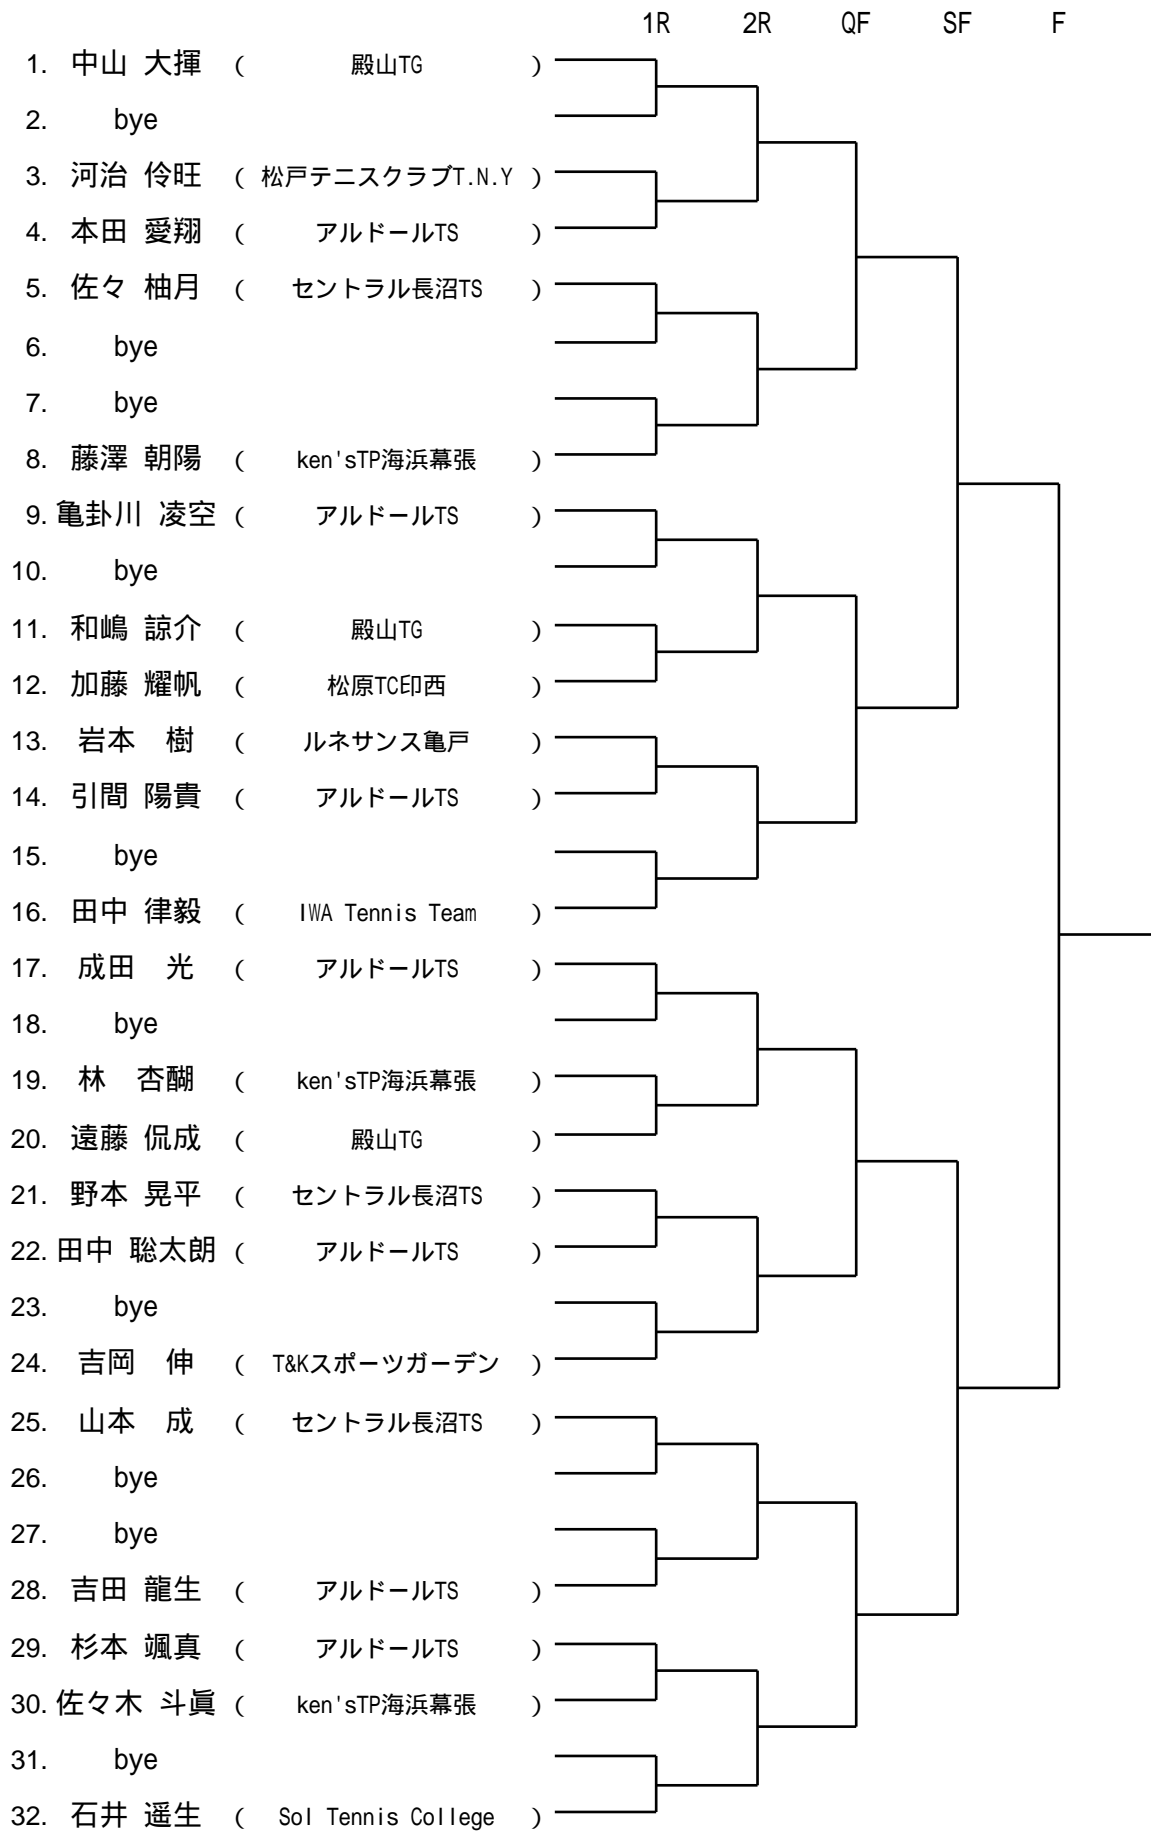 1R 2R QF SF F
1. 中山 大揮 ( 殿山TG )
2. bye
3. 河治 伶旺 ( 松戸テニスクラブT.N.Y )
4. 本田 愛翔 ( アルドールTS )
5. 佐々 柚月 ( セントラル長沼TS )
6. bye
7. bye
8. 藤澤 朝陽 ( ken'sTP海浜幕張 )
9. 亀卦川 凌空 ( アルドールTS )
10. bye
11. 和嶋 諒介 ( 殿山TG )
12. 加藤 耀帆 ( 松原TC印西 )
13. 岩本 樹 ( ルネサンス亀戸 )
14. 引間 陽貴 ( アルドールTS )
15. bye
16. 田中 律毅 ( IWA Tennis Team )
17. 成田 光 ( アルドールTS )
18. bye
19. 林 杏醐 ( ken'sTP海浜幕張 )
20. 遠藤 侃成 ( 殿山TG )
21. 野本 晃平 ( セントラル長沼TS )
22. 田中 聡太朗 ( アルドールTS )
23. bye
24. 吉岡 伸 ( T&Kスポーツガーデン )
25. 山本 成 ( セントラル長沼TS )
26. bye
27. bye
28. 吉田 龍生 ( アルドールTS )
29. 杉本 颯真 ( アルドールTS )
30. 佐々木 斗眞 ( ken'sTP海浜幕張 )
31. bye
32. 石井 遥生 ( Sol Tennis College )